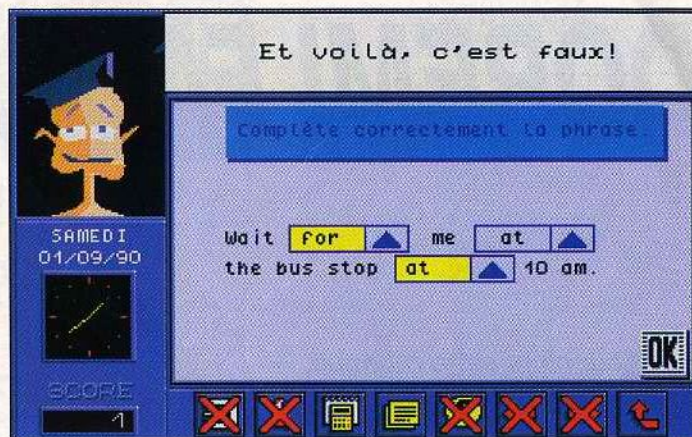 Et voilà, c'est faux!
Complète correctement la phrase.
Wait for me at
the bus stop at 10 am.
OK
SAMEDI
01/09/90
SCORE
1